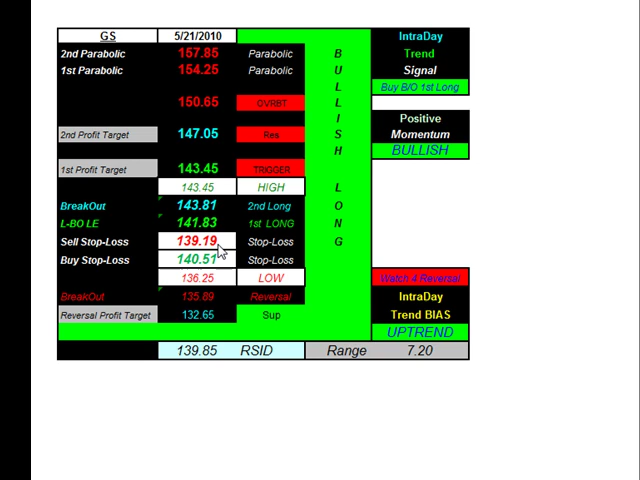 GS 5/21/2010 IntraDay
2nd Parabolic 157.85 Parabolic B Trend
1st Parabolic 154.25 Parabolic U Signal
L Buy B/O 1st Long
150.65 OVRBT L
I Positive
2nd Profit Target 147.05 Res S Momentum
H BULLISH
1st Profit Target 143.45 TRIGGER
143.45 HIGH L
BreakOut 143.81 2nd Long O
L-BO LE 141.83 1st LONG N
Sell Stop-Loss 139.19 Stop-Loss G
Buy Stop-Loss 140.51 Stop-Loss
136.25 LOW Watch 4 Reversal
BreakOut 135.89 Reversal IntraDay
Reversal Profit Target 132.65 Sup Trend BIAS
UPTREND
139.85 RSID Range 7.20